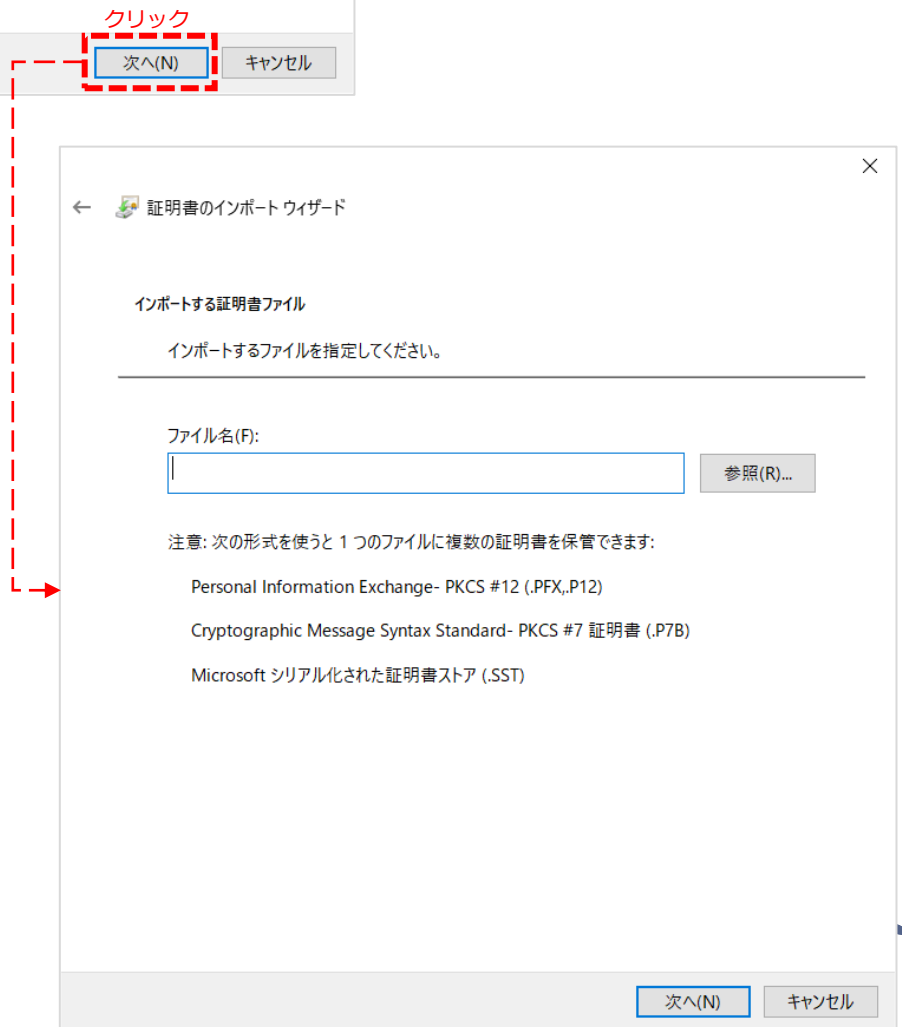 クリック
次へ(N) キャンセル
証明書のインポート ウィザード
インポートする証明書ファイル
インポートするファイルを指定してください。
ファイル名(F):
参照(R)...
注意: 次の形式を使うと 1 つのファイルに複数の証明書を保管できます:
Personal Information Exchange- PKCS #12 (.PFX,.P12)
Cryptographic Message Syntax Standard- PKCS #7 証明書 (.P7B)
Microsoft シリアル化された証明書ストア (.SST)
次へ(N) キャンセル